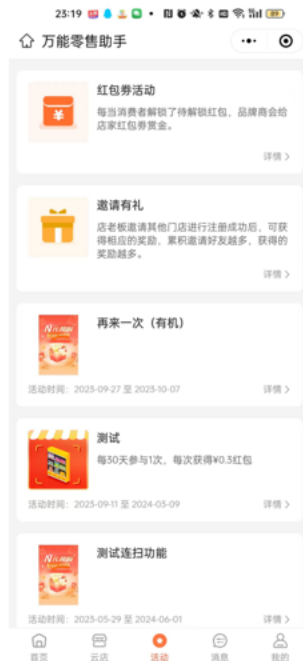 23:19
万能零售助手
红包券活动
每当消费者解锁了待解锁红包，品牌商会给
店家红包券赏金。
详情
邀请有礼
店老板邀请其他门店进行注册成功后，可获
得相应的奖励，累积邀请好友越多，获得的
奖励越多。
详情
再来一次（有机）
活动时间：2023-09-27 至 2023-10-07
详情
测试
每30天参与1次，每次获得¥0.3红包
活动时间：2023-09-11 至 2024-03-09
详情
测试连扫功能
活动时间：2023-05-29 至 2024-06-01
详情
首页
云店
活动
消息
我的